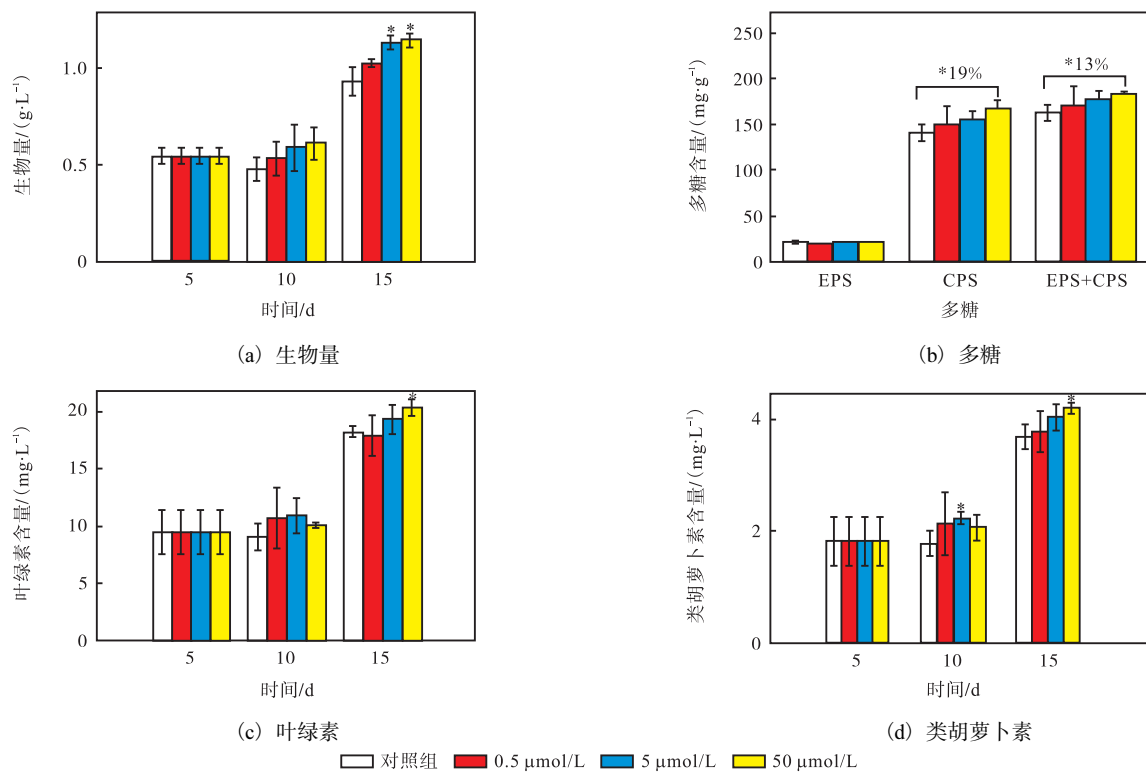 生物量/(g·L⁻¹)
1.0
0.5
0
* *
5 10 15
时间/d
(a) 生物量
多糖含量/(mg·g⁻¹)
250
200
150
100
50
0
*19%
*13%
EPS CPS EPS+CPS
多糖
(b) 多糖
叶绿素含量/(mg·L⁻¹)
20
15
10
5
0
*
5 10 15
时间/d
(c) 叶绿素
类胡萝卜素含量/(mg·L⁻¹)
4
2
0
* *
5 10 15
时间/d
(d) 类胡萝卜素
对照组 0.5 μmol/L 5 μmol/L 50 μmol/L